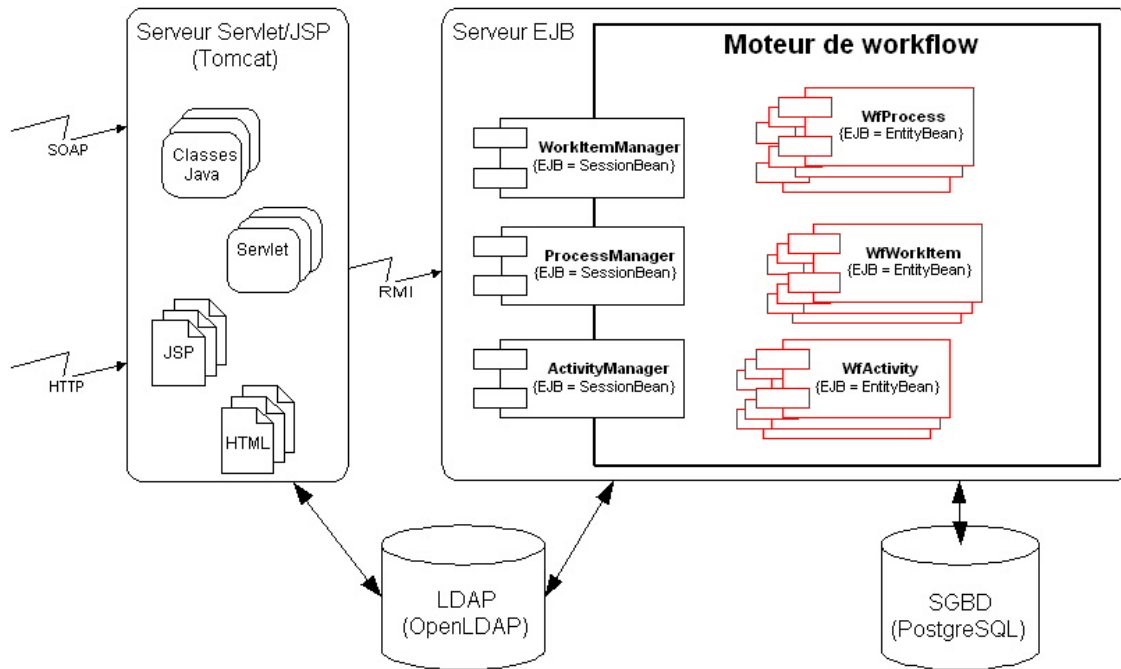 Serveur Servlet/JSP
(Tomcat)
SOAP
Classes
Java
Servlet
JSP
HTTP
HTML
RMI
Serveur EJB
Moteur de workflow
WorkItemManager
{EJB = SessionBean}
ProcessManager
{EJB = SessionBean}
ActivityManager
{EJB = SessionBean}
WfProcess
{EJB = EntityBean}
WfWorkItem
{EJB = EntityBean}
WfActivity
{EJB = EntityBean}
LDAP
(OpenLDAP)
SGBD
(PostgreSQL)